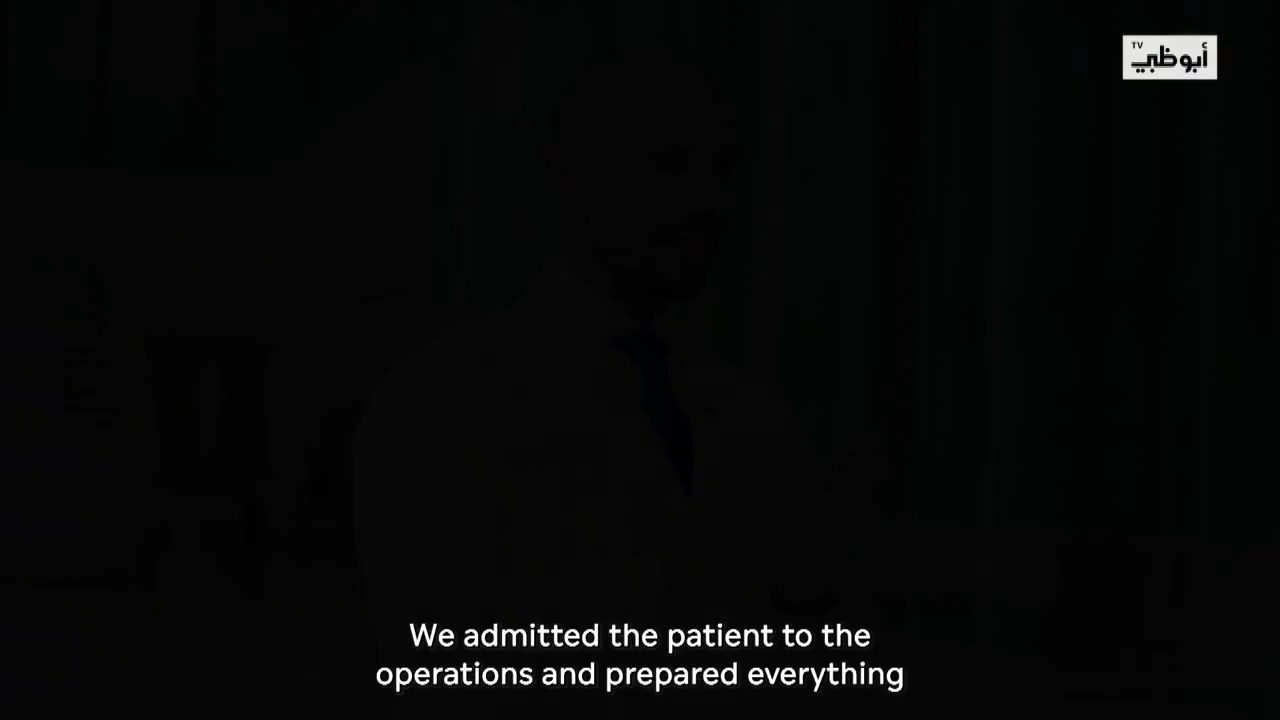 TV
أبوظبي
We admitted the patient to the
operations and prepared everything